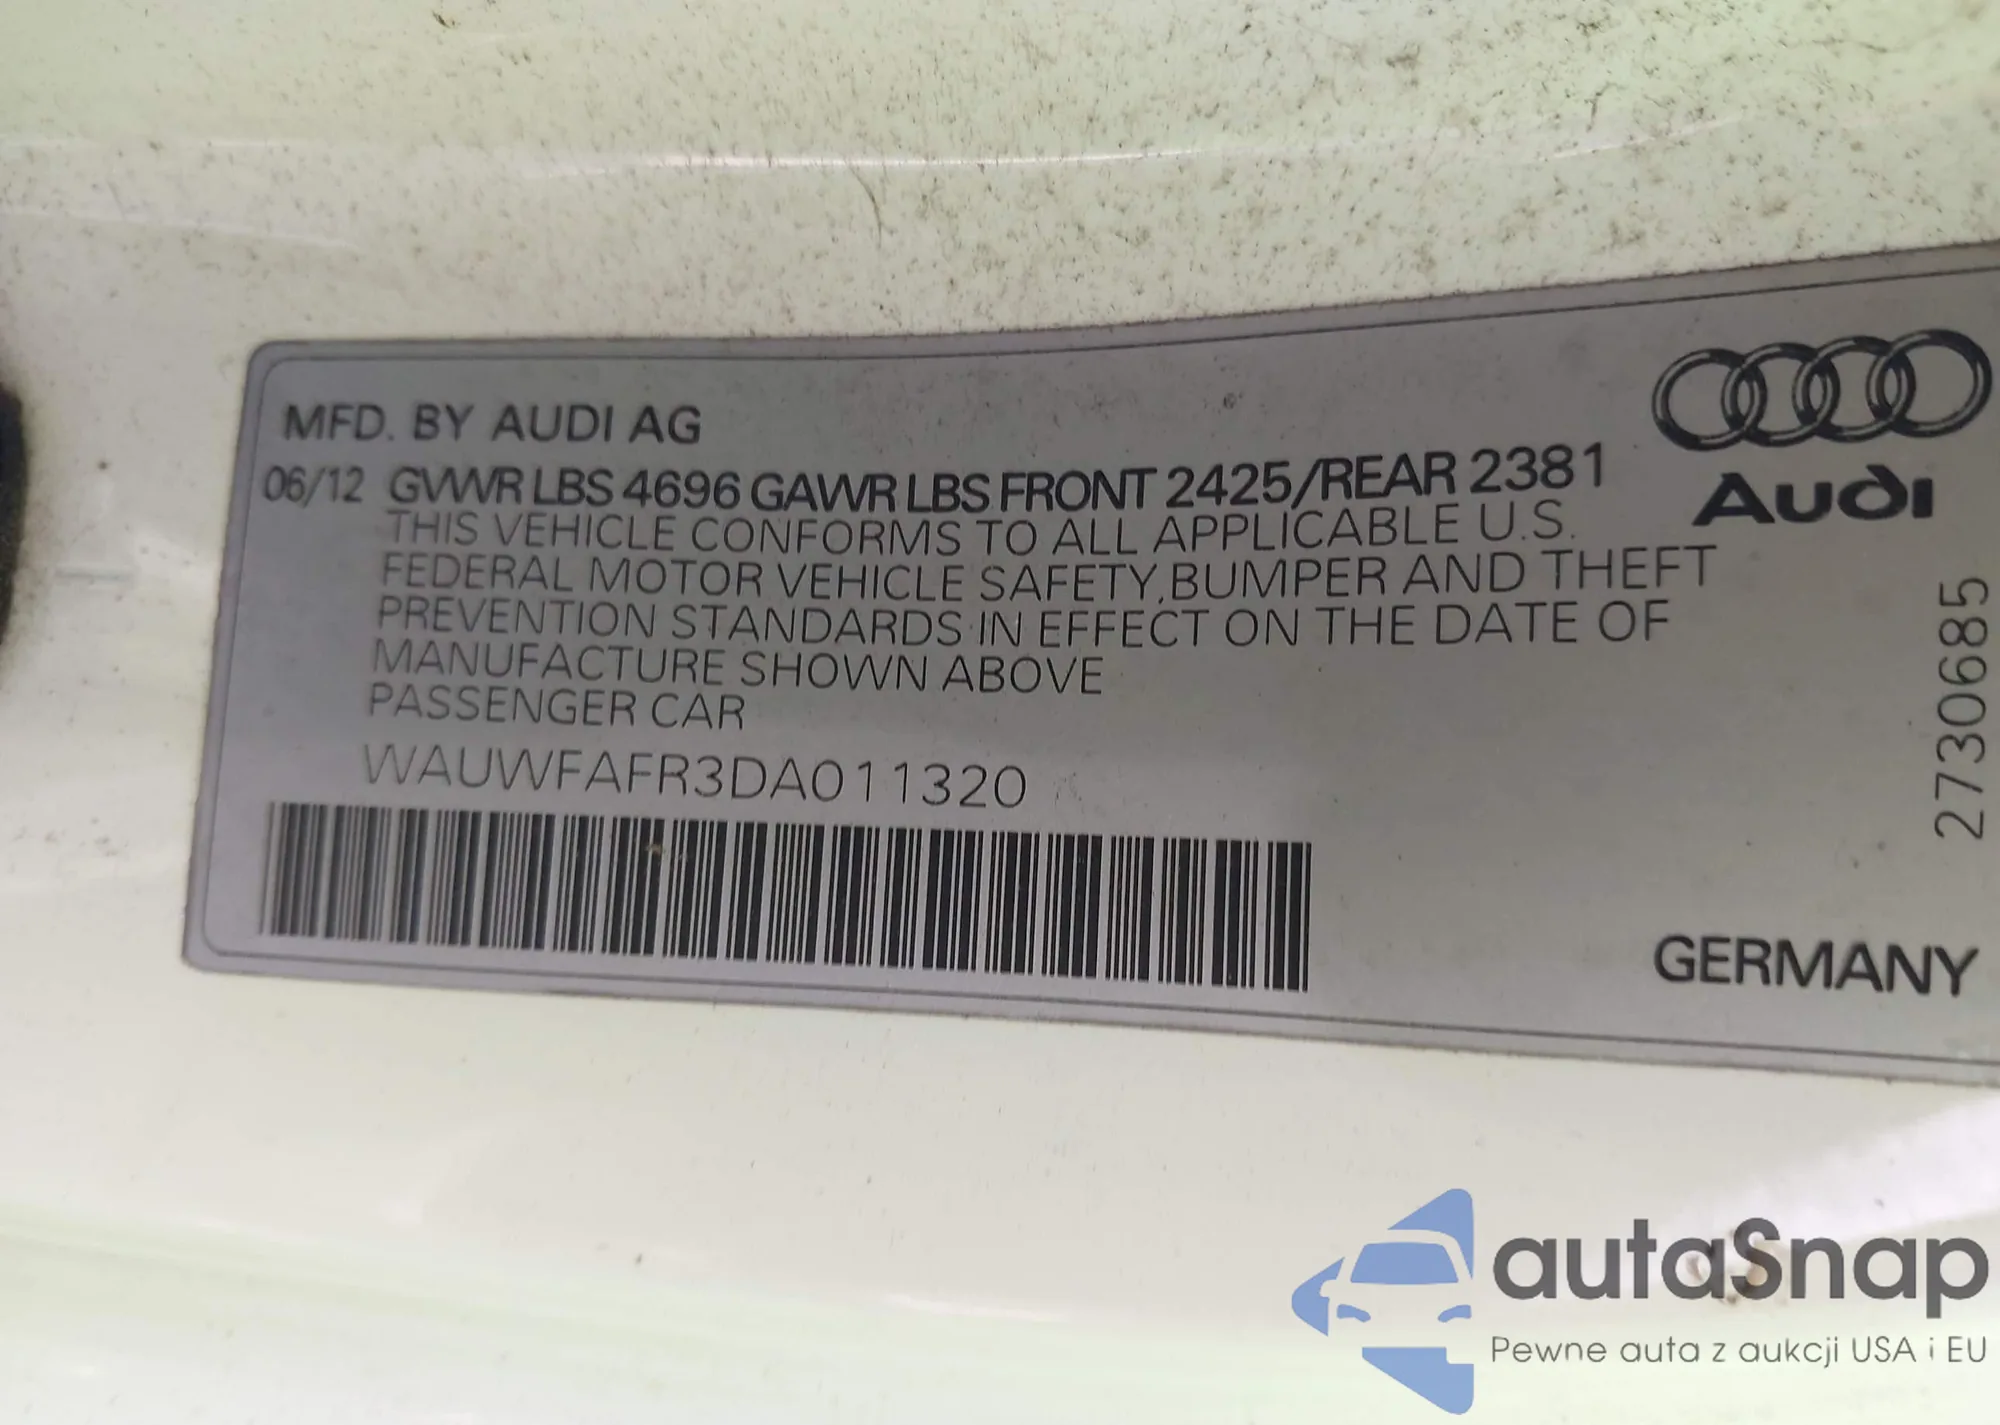 MFD. BY AUDI AG
06/12 GVWR LBS 4696 GAWR LBS FRONT 2425/REAR 2381
THIS VEHICLE CONFORMS TO ALL APPLICABLE U.S.
FEDERAL MOTOR VEHICLE SAFETY, BUMPER AND THEFT
PREVENTION STANDARDS IN EFFECT ON THE DATE OF
MANUFACTURE SHOWN ABOVE
PASSENGER CAR
WAUWFAFR3DA011320
Audi
2730685
GERMANY
autaSnap
Pewne auta z aukcji USA i EU